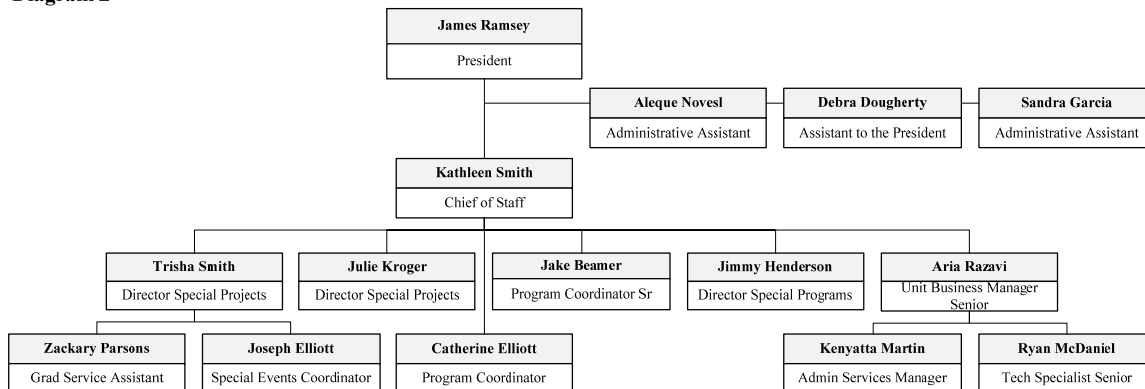 James Ramsey
President
Aleque Novesl
Administrative Assistant
Debra Dougherty
Assistant to the President
Sandra Garcia
Administrative Assistant
Kathleen Smith
Chief of Staff
Trisha Smith
Director Special Projects
Julie Kroger
Director Special Projects
Jake Beamer
Program Coordinator Sr
Jimmy Henderson
Director Special Programs
Aria Razavi
Unit Business Manager
Senior
Zackary Parsons
Grad Service Assistant
Joseph Elliott
Special Events Coordinator
Catherine Elliott
Program Coordinator
Kenyatta Martin
Admin Services Manager
Ryan McDaniel
Tech Specialist Senior